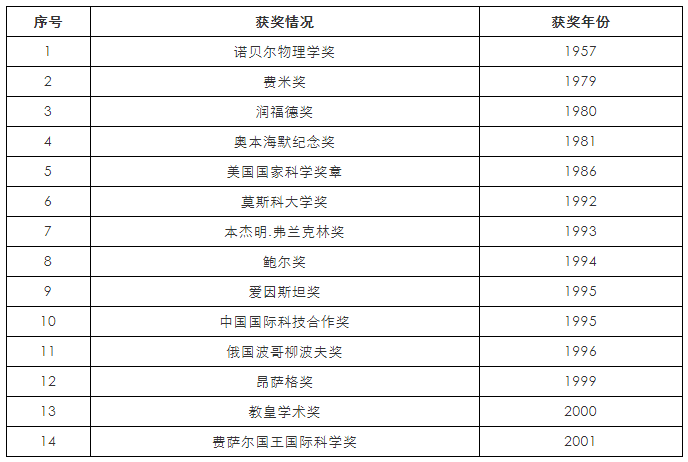 序号 获奖情况 获奖年份
1 诺贝尔物理学奖 1957
2 费米奖 1979
3 润福德奖 1980
4 奥本海默纪念奖 1981
5 美国国家科学奖章 1986
6 莫斯科大学奖 1992
7 本杰明.弗兰克林奖 1993
8 鲍尔奖 1994
9 爱因斯坦奖 1995
10 中国国际科技合作奖 1995
11 俄国波哥柳波夫奖 1996
12 昂萨格奖 1999
13 教皇学术奖 2000
14 费萨尔国王国际科学奖 2001